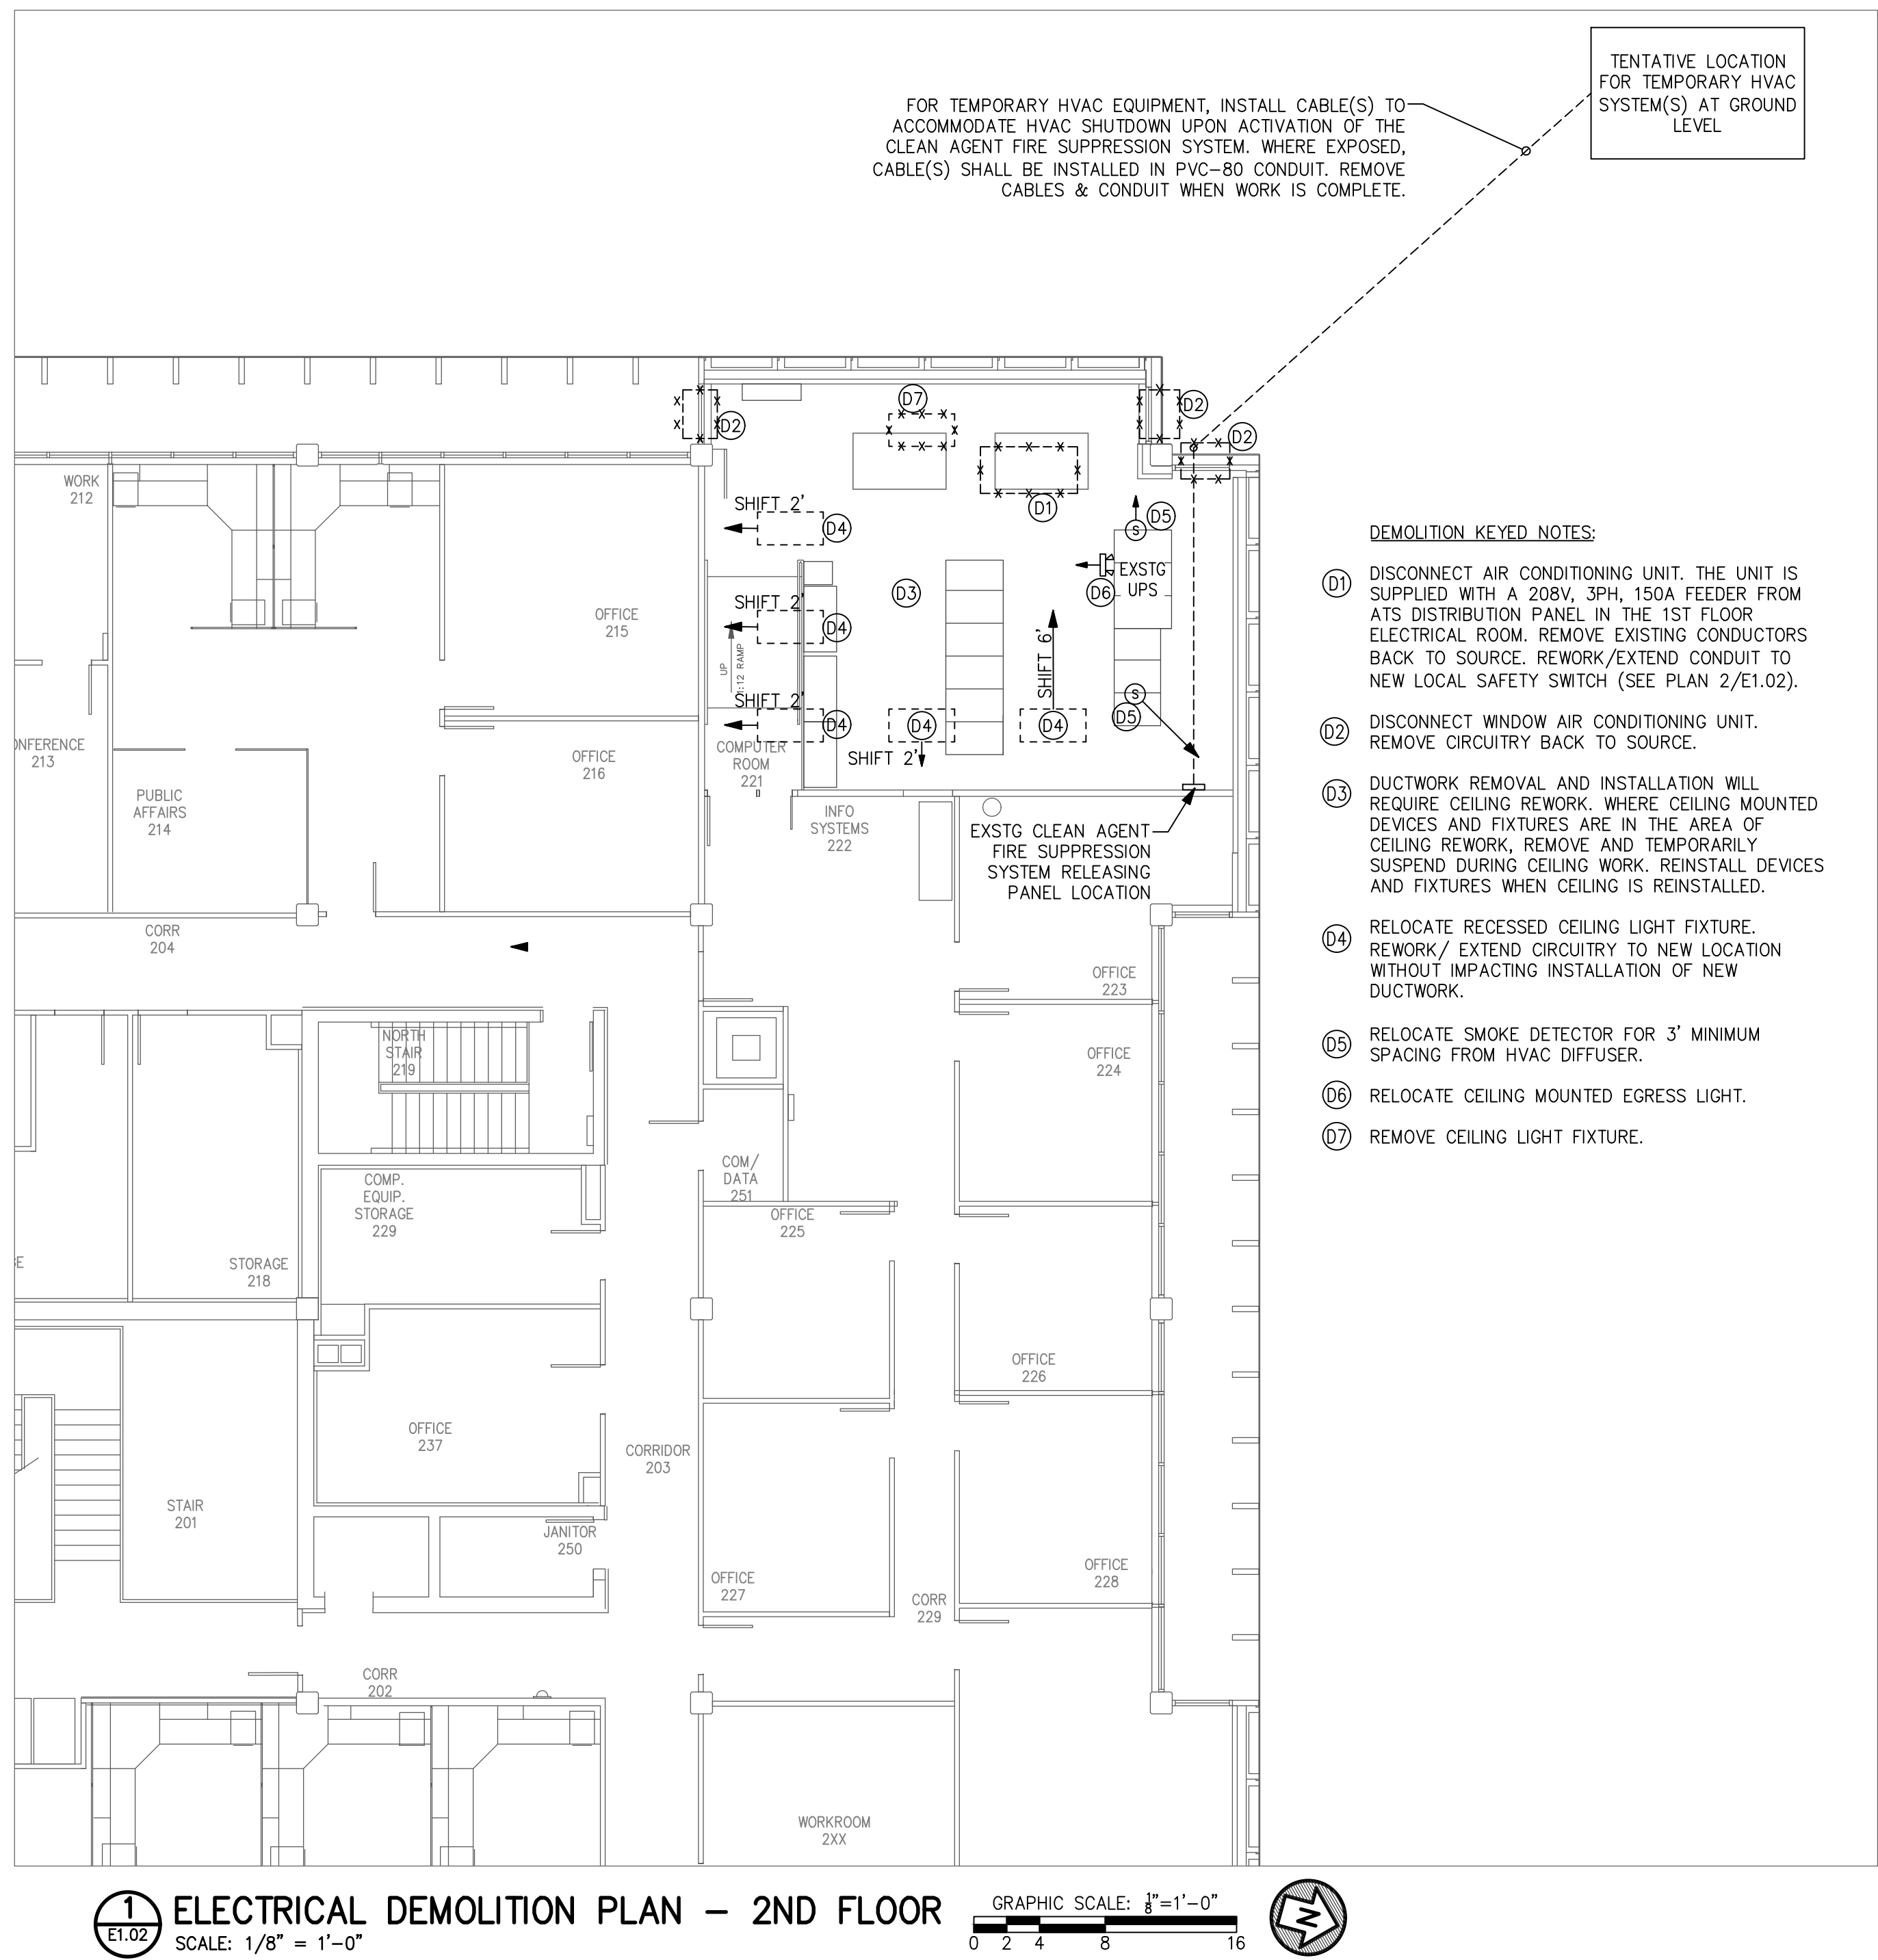 TENTATIVE LOCATION
FOR TEMPORARY HVAC
SYSTEM(S) AT GROUND
LEVEL
FOR TEMPORARY HVAC EQUIPMENT, INSTALL CABLE(S) TO
ACCOMMODATE HVAC SHUTDOWN UPON ACTIVATION OF THE
CLEAN AGENT FIRE SUPPRESSION SYSTEM. WHERE EXPOSED,
CABLE(S) SHALL BE INSTALLED IN PVC-80 CONDUIT. REMOVE
CABLES & CONDUIT WHEN WORK IS COMPLETE.
D7
D2
D2
D2
WORK
212
D1
SHIFT 2'
D4
D5
S
EXSTG
UPS
D6
D3
SHIFT 2'
D4
OFFICE
215
UP
1:12 RAMP
SHIFT 6'
SHIFT 2'
D4
D4
D4
S
D5
SHIFT 2'
COMPUTER
ROOM
221
ONFERENCE
213
OFFICE
216
PUBLIC
AFFAIRS
214
INFO
SYSTEMS
222
EXSTG CLEAN AGENT
FIRE SUPPRESSION
SYSTEM RELEASING
PANEL LOCATION
CORR
204
OFFICE
223
NORTH
STAIR
219
OFFICE
224
COM/
DATA
251
COMP.
EQUIP.
STORAGE
229
OFFICE
225
E
STORAGE
218
OFFICE
226
OFFICE
237
CORRIDOR
203
STAIR
201
JANITOR
250
OFFICE
227
OFFICE
228
CORR
229
CORR
202
WORKROOM
2XX
DEMOLITION KEYED NOTES:
D1 DISCONNECT AIR CONDITIONING UNIT. THE UNIT IS
SUPPLIED WITH A 208V, 3PH, 150A FEEDER FROM
ATS DISTRIBUTION PANEL IN THE 1ST FLOOR
ELECTRICAL ROOM. REMOVE EXISTING CONDUCTORS
BACK TO SOURCE. REWORK/EXTEND CONDUIT TO
NEW LOCAL SAFETY SWITCH (SEE PLAN 2/E1.02).
D2 DISCONNECT WINDOW AIR CONDITIONING UNIT.
REMOVE CIRCUITRY BACK TO SOURCE.
D3 DUCTWORK REMOVAL AND INSTALLATION WILL
REQUIRE CEILING REWORK. WHERE CEILING MOUNTED
DEVICES AND FIXTURES ARE IN THE AREA OF
CEILING REWORK, REMOVE AND TEMPORARILY
SUSPEND DURING CEILING WORK. REINSTALL DEVICES
AND FIXTURES WHEN CEILING IS REINSTALLED.
D4 RELOCATE RECESSED CEILING LIGHT FIXTURE.
REWORK/ EXTEND CIRCUITRY TO NEW LOCATION
WITHOUT IMPACTING INSTALLATION OF NEW
DUCTWORK.
D5 RELOCATE SMOKE DETECTOR FOR 3' MINIMUM
SPACING FROM HVAC DIFFUSER.
D6 RELOCATE CEILING MOUNTED EGRESS LIGHT.
D7 REMOVE CEILING LIGHT FIXTURE.
1
E1.02
ELECTRICAL DEMOLITION PLAN - 2ND FLOOR
SCALE: 1/8" = 1'-0"
GRAPHIC SCALE: 1/8"=1'-0"
0 2 4 8 16
N